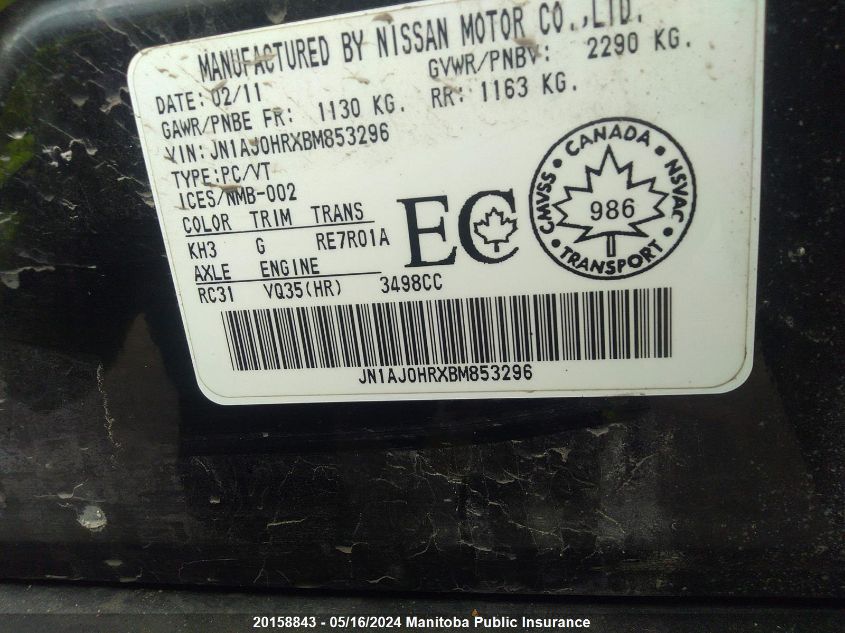 MANUFACTURED BY NISSAN MOTOR CO.,LTD.
DATE: 02/11 GVWR/PNBV: 2290 KG.
GAWR/PNBE FR: 1130 KG. RR: 1163 KG.
VIN: JN1AJ0HRXBM853296
TYPE:PC/VT
ICES/NMB-002
COLOR TRIM TRANS
KH3 G RE7R01A
AXLE ENGINE
RC31 VQ35(HR) 3498CC
EC
CANADA
CMVSS 986 NSVAC
TRANSPORT
JN1AJ0HRXBM853296
20158843 - 05/16/2024 Manitoba Public Insurance